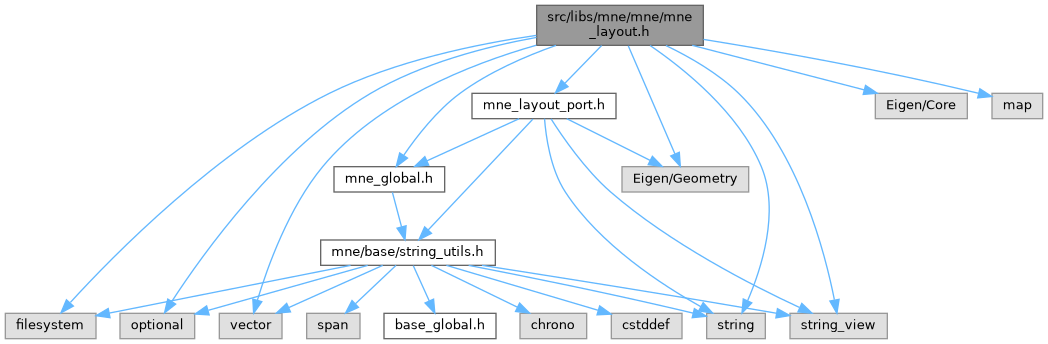 src/libs/mne/mne/mne
_layout.h
mne_layout_port.h
Eigen/Core
map
mne_global.h
Eigen/Geometry
mne/base/string_utils.h
filesystem
optional
vector
span
base_global.h
chrono
cstddef
string
string_view